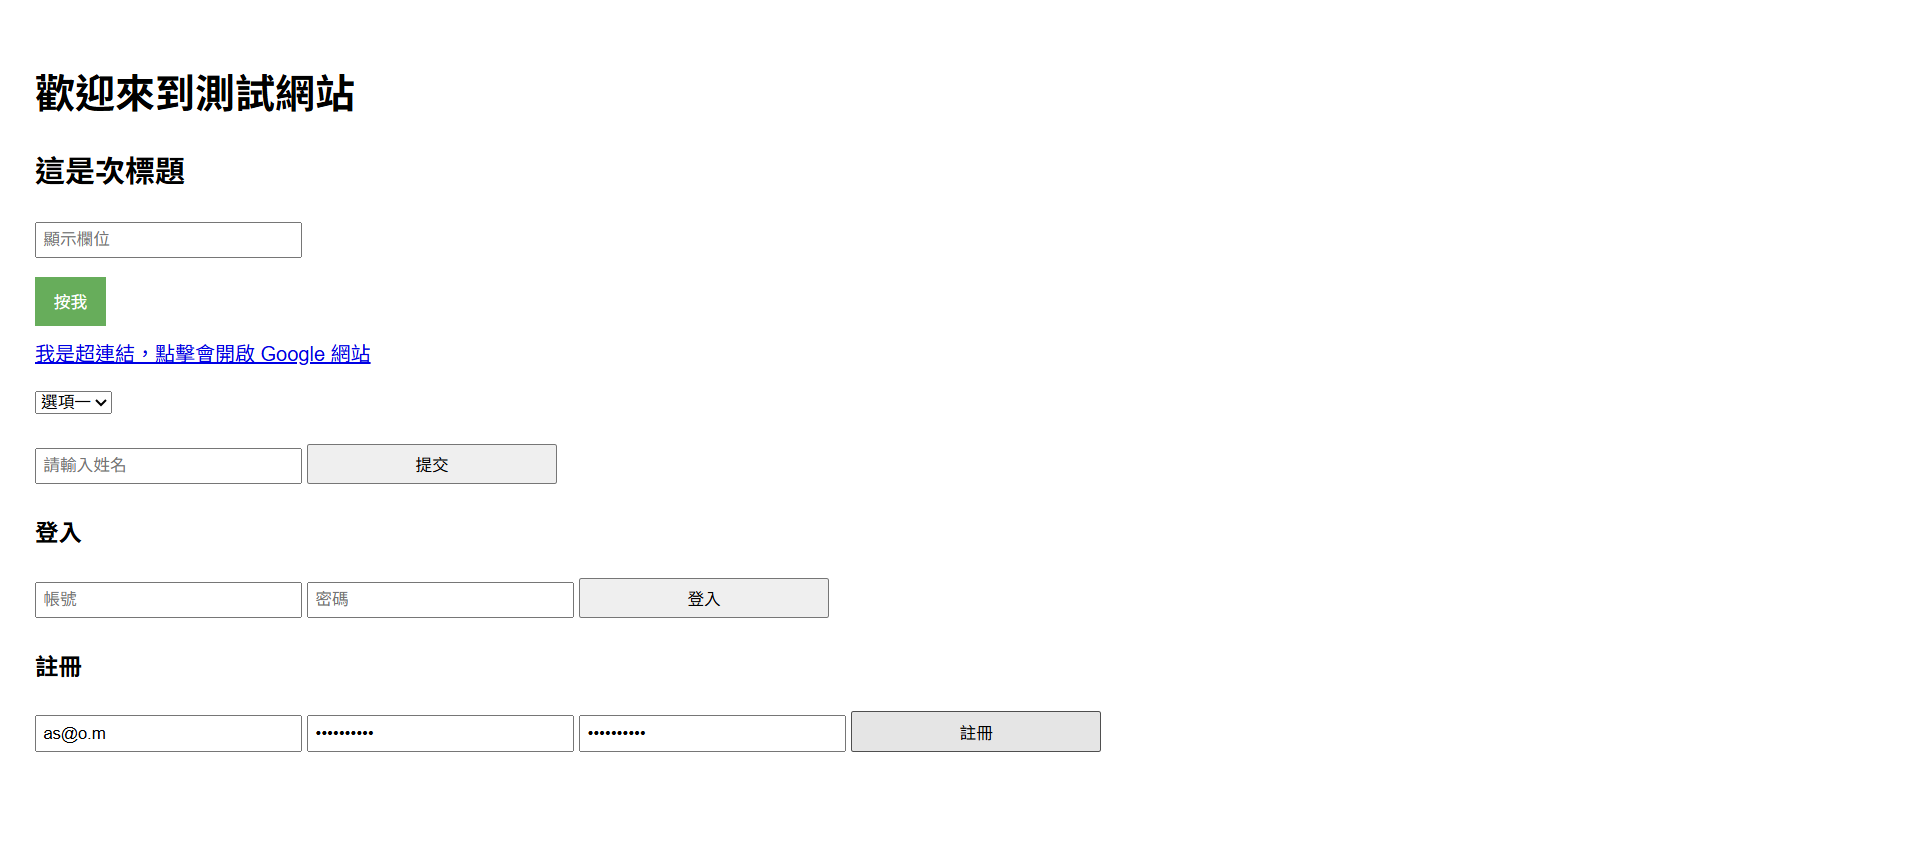 歡迎來到測試網站
這是次標題
顯示欄位
按我
我是超連結，點擊會開啟 Google 網站
選項一
請輸入姓名 提交
登入
帳號 密碼 登入
註冊
as@o.m •••••••••• •••••••••• 註冊